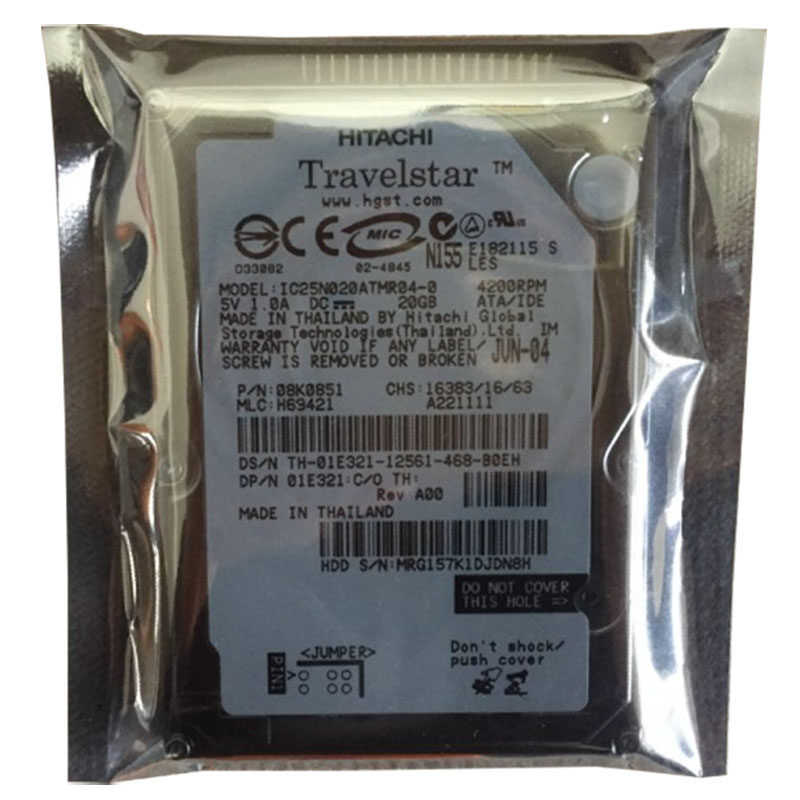 HITACHI
Travelstar ™
www.hgst.com
CE MIC N155 E182115 S
D33082 02-4845 LES
MODEL:IC25N020ATMR04-0 4200RPM
5V 1.0A DC 20GB ATA/IDE
MADE IN THAILAND BY Hitachi Global
Storage Technologies(Thailand).Ltd. IM
WARRANTY VOID IF ANY LABEL/ JUN-04
SCREW IS REMOVED OR BROKEN
P/N:08K0851 CHS:16383/16/63
MLC:H69421 A221111
DS/N TH-01E321-12561-468-80EH
DP/N 01E321:C/O TH:
Rev A00
MADE IN THAILAND
HDD S/N:MRG157K1DJDN8H
DO NOT COVER
THIS HOLE =>
<JUMPER>
PIN1
Don't shock/
push cover